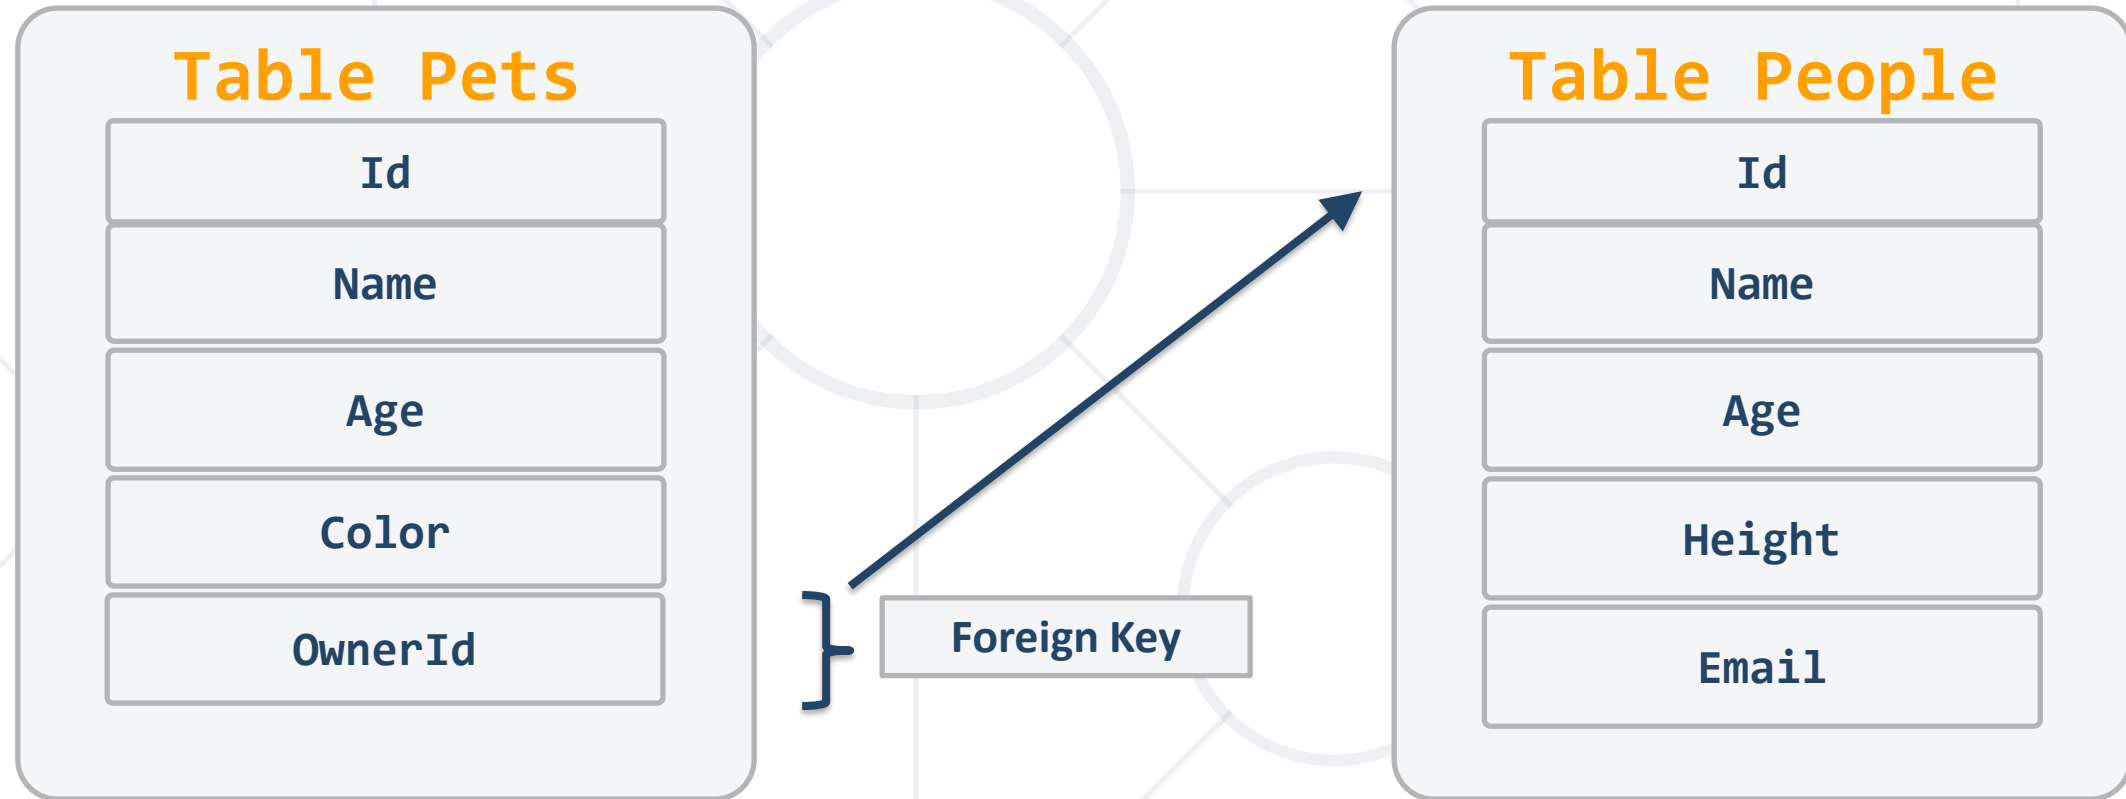 Table Pets
Id
Name
Age
Color
OwnerId
Foreign Key
Table People
Id
Name
Age
Height
Email